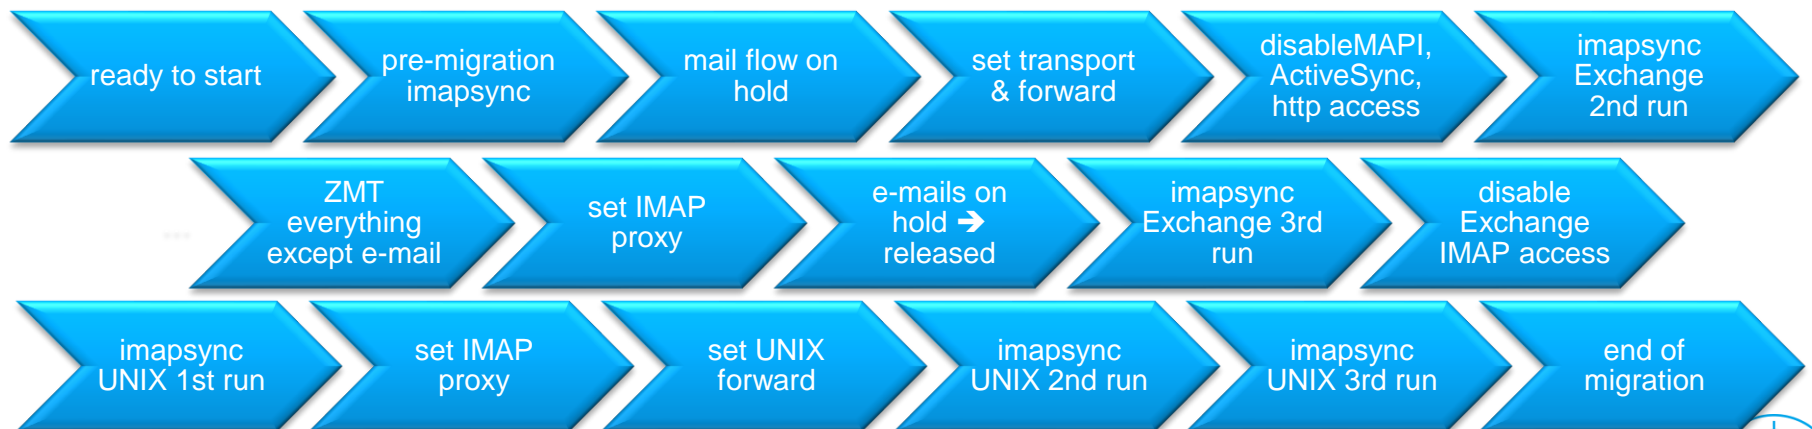 ready to start
pre-migration
imapsync
mail flow on
hold
set transport
& forward
disableMAPI,
ActiveSync,
http access
imapsync
Exchange
2nd run
...
ZMT
everything
except e-mail
set IMAP
proxy
e-mails on
hold ➔
released
imapsync
Exchange 3rd
run
disable
Exchange
IMAP access
imapsync
UNIX 1st run
set IMAP
proxy
set UNIX
forward
imapsync
UNIX 2nd run
imapsync
UNIX 3rd run
end of
migration